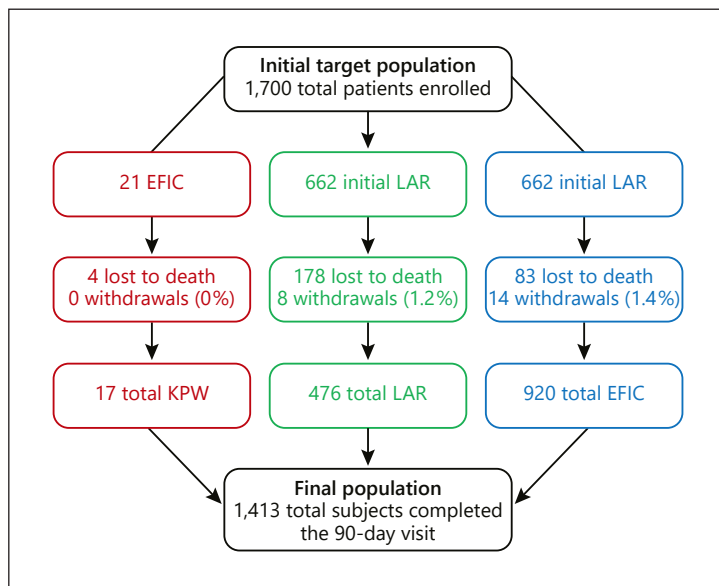 Initial target population
1,700 total patients enrolled
21 EFIC
662 initial LAR
662 initial LAR
4 lost to death
0 withdrawals (0%)
178 lost to death
8 withdrawals (1.2%)
83 lost to death
14 withdrawals (1.4%)
17 total KPW
476 total LAR
920 total EFIC
Final population
1,413 total subjects completed
the 90-day visit